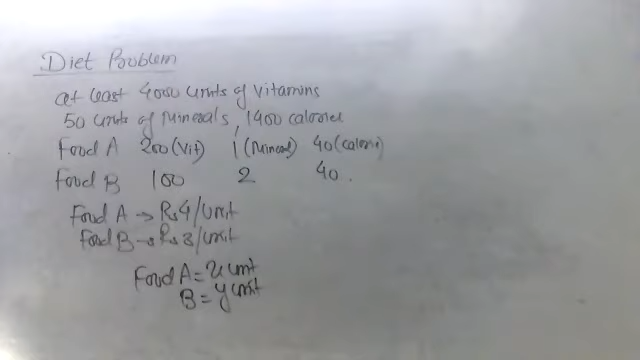 Diet Problem
at least 4000 units of vitamins
50 units of Minerals, 1400 calories
Food A 200 (Vit) 1 (Mineral) 40 (calorie)
Food B 100 2 40.
Food A → Rs 4/Unit
Food B → Rs 3/unit
Food A = x unit
B = y unit